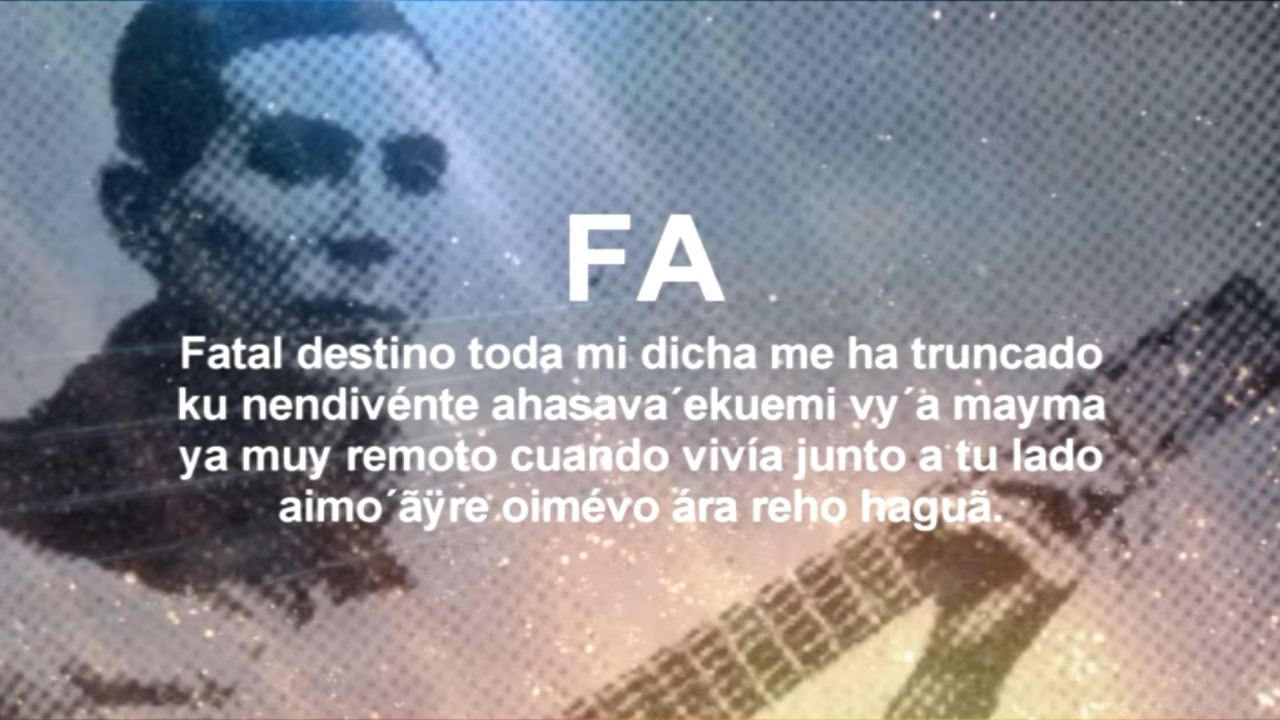 FA
Fatal destino toda mi dicha me ha truncado
ku nendivénte ahasava´ekuemi vy´a mayma
ya muy remoto cuando vivía junto a tu lado
aimo´ãÿre oimévo ára reho haguã.